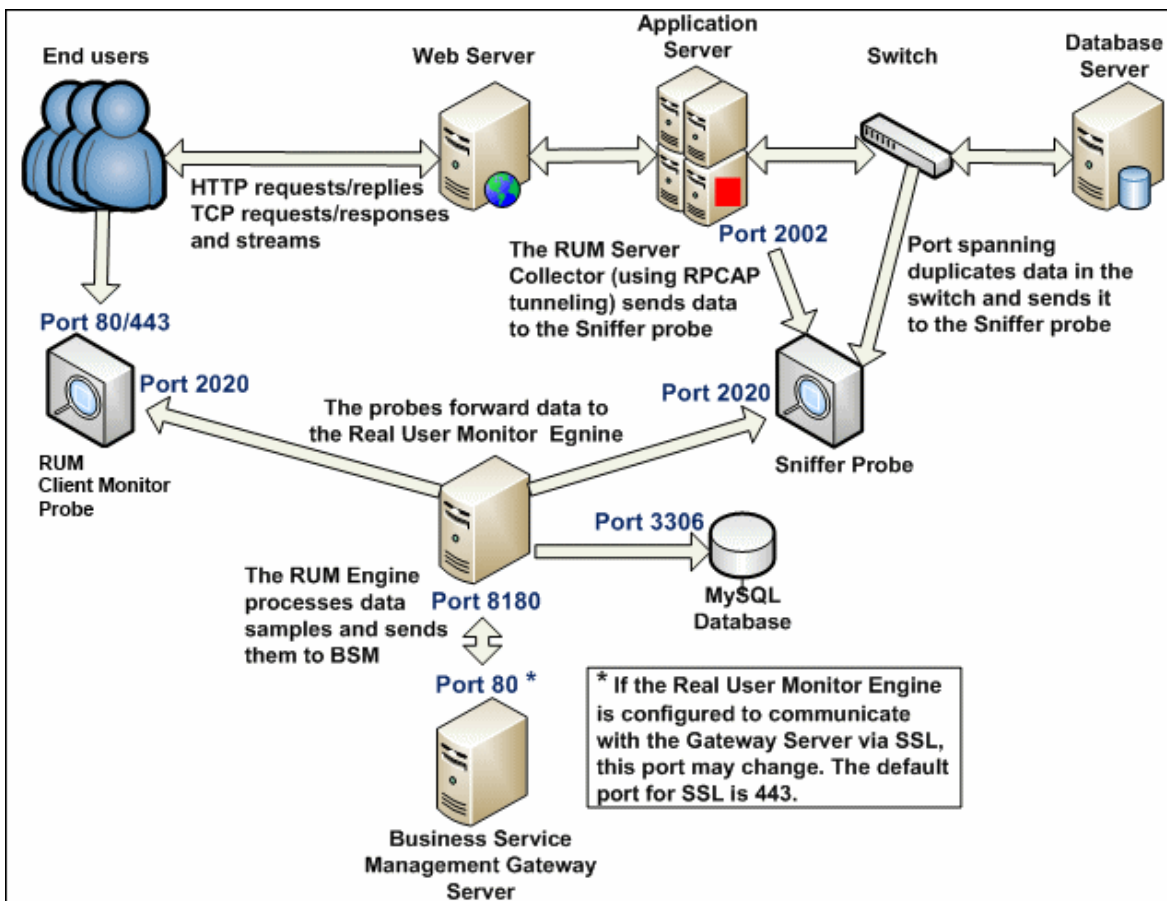 End users
Web Server
Application
Server
Switch
Database
Server
HTTP requests/replies
TCP requests/responses
and streams
The RUM Server
Collector (using RPCAP
tunneling) sends data
to the Sniffer probe
Port 2002
Port spanning
duplicates data in the
switch and sends it
to the Sniffer probe
Port 80/443
Port 2020
RUM
Client Monitor
Probe
The probes forward data to
the Real User Monitor Egnine
Port 2020
Sniffer Probe
Port 3306
MySQL
Database
The RUM Engine
processes data
samples and sends
them to BSM
Port 8180
Port 80 *
* If the Real User Monitor Engine
is configured to communicate
with the Gateway Server via SSL,
this port may change. The default
port for SSL is 443.
Business Service
Management Gateway
Server